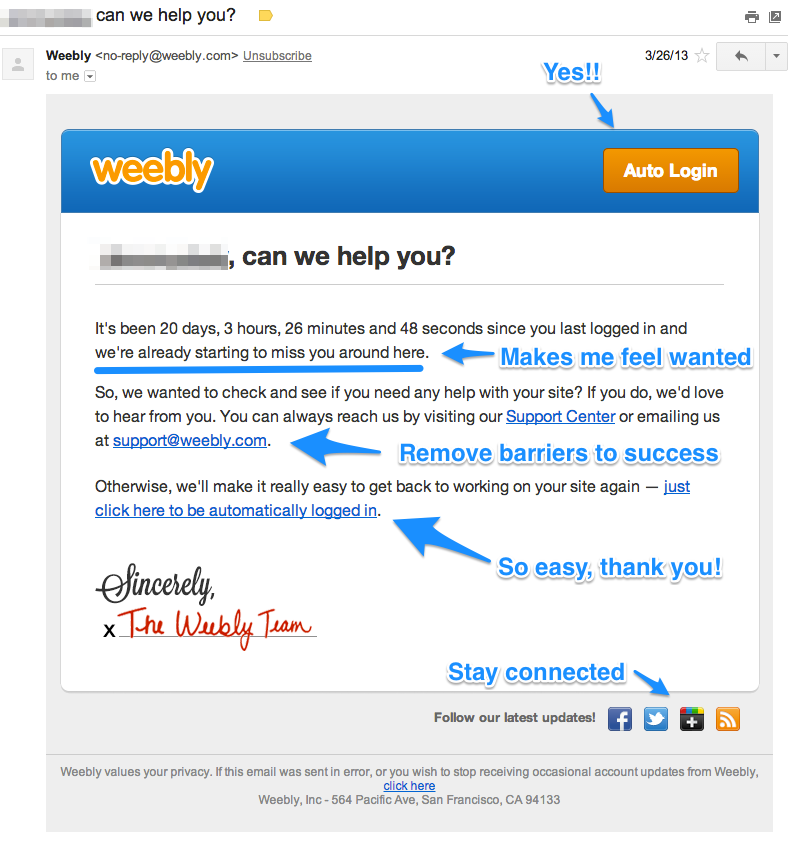 can we help you?
Weebly <no-reply@weebly.com> Unsubscribe
3/26/13
to me
Yes!!
weebly
Auto Login
, can we help you?
It's been 20 days, 3 hours, 26 minutes and 48 seconds since you last logged in and
we're already starting to miss you around here.
Makes me feel wanted
So, we wanted to check and see if you need any help with your site? If you do, we'd love
to hear from you. You can always reach us by visiting our Support Center or emailing us
at support@weebly.com.
Remove barriers to success
Otherwise, we'll make it really easy to get back to working on your site again — just
click here to be automatically logged in.
So easy, thank you!
Sincerely,
x The Weebly Team
Stay connected
Follow our latest updates!
Weebly values your privacy. If this email was sent in error, or you wish to stop receiving occasional account updates from Weebly,
click here
Weebly, Inc - 564 Pacific Ave, San Francisco, CA 94133